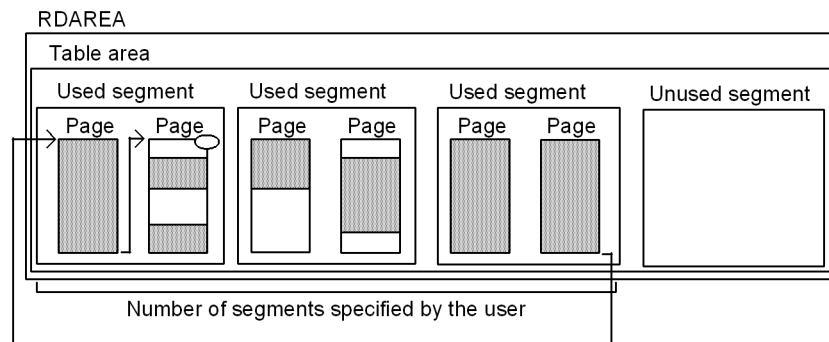 RDAREA
Table area
Used segment
Used segment
Used segment
Unused segment
Page
Page
Page
Page
Page
Page
Number of segments specified by the user